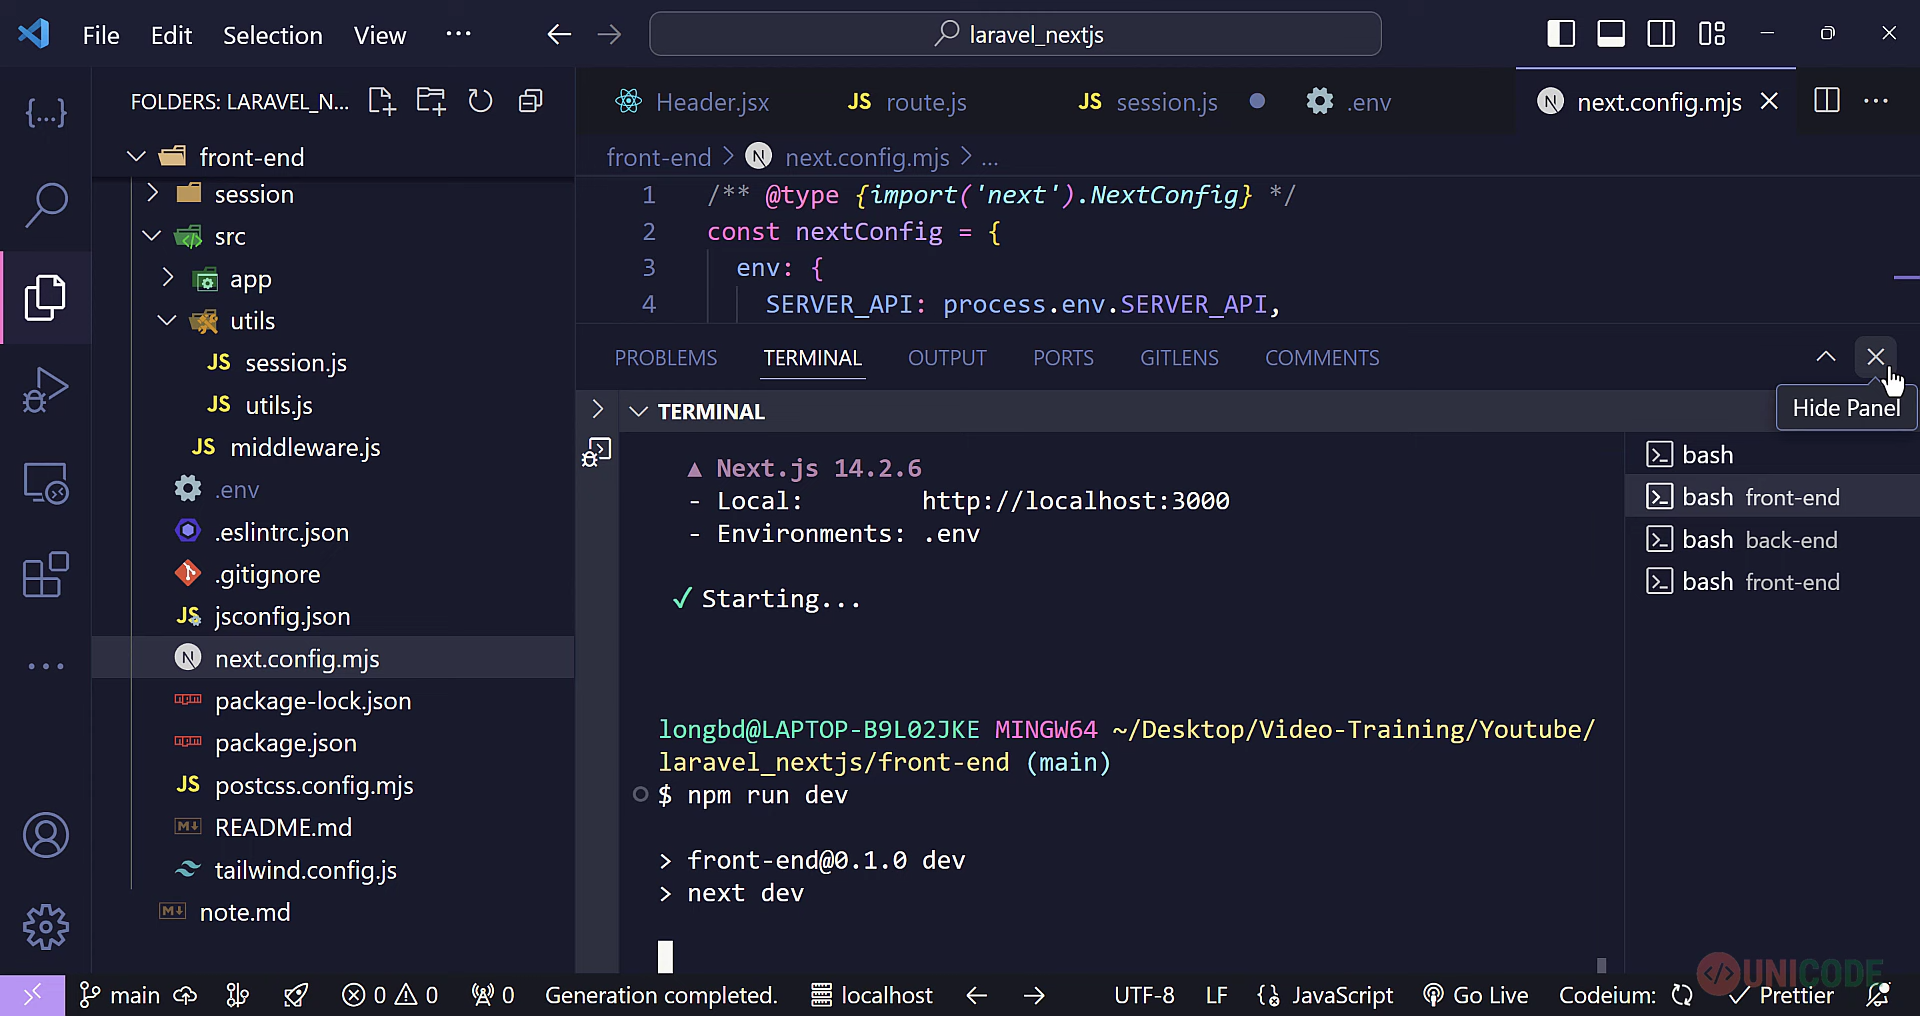 File Edit Selection View ··· laravel_nextjs
FOLDERS: LARAVEL_N...
front-end
session
src
app
utils
JS session.js
JS utils.js
JS middleware.js
.env
.eslintrc.json
.gitignore
JS jsconfig.json
N next.config.mjs
npm package-lock.json
npm package.json
JS postcss.config.mjs
M README.md
tailwind.config.js
M note.md
Header.jsx JS route.js JS session.js .env N next.config.mjs
front-end > N next.config.mjs > ...
1 /** @type {import('next').NextConfig} */
2 const nextConfig = {
3 env: {
4 SERVER_API: process.env.SERVER_API,
PROBLEMS TERMINAL OUTPUT PORTS GITLENS COMMENTS
Hide Panel
TERMINAL
▲ Next.js 14.2.6
- Local: http://localhost:3000
- Environments: .env
✓ Starting...
longbd@LAPTOP-B9L02JKE MINGW64 ~/Desktop/Video-Training/Youtube/
laravel_nextjs/front-end (main)
$ npm run dev
> front-end@0.1.0 dev
> next dev
bash
bash front-end
bash back-end
bash front-end
UNICODE
main 0 0 0 Generation completed. localhost UTF-8 LF JavaScript Go Live Codeium: Prettier